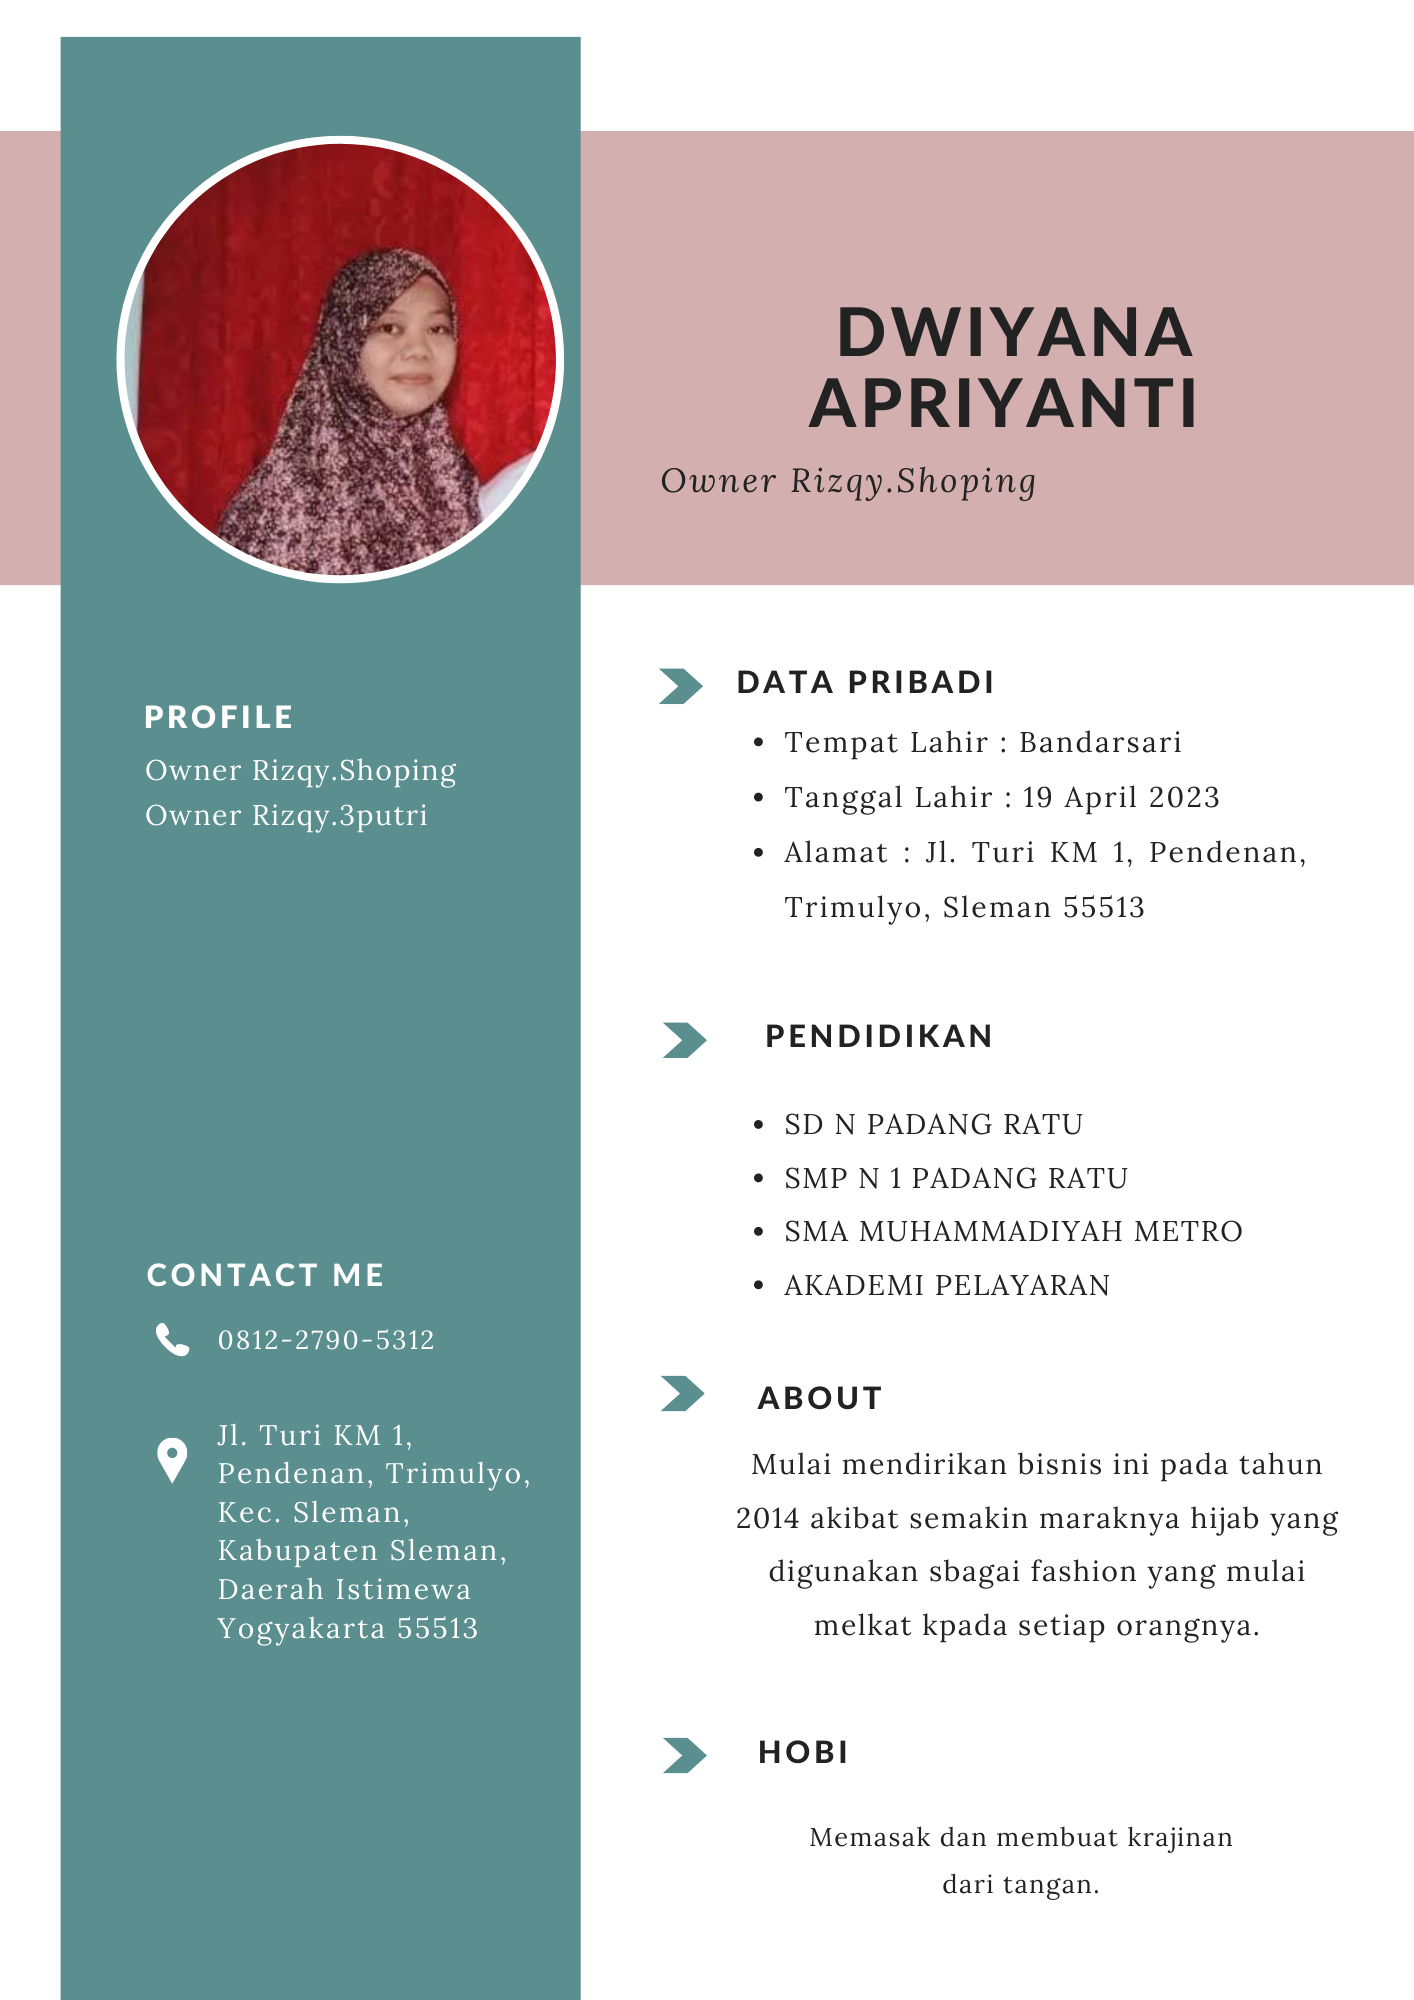 DWIYANA
APRIYANTI
Owner Rizqy.Shoping
PROFILE
Owner Rizqy.Shoping
Owner Rizqy.3putri
CONTACT ME
0812-2790-5312
Jl. Turi KM 1,
Pendenan, Trimulyo,
Kec. Sleman,
Kabupaten Sleman,
Daerah Istimewa
Yogyakarta 55513
DATA PRIBADI
• Tempat Lahir : Bandarsari
• Tanggal Lahir : 19 April 2023
• Alamat : Jl. Turi KM 1, Pendenan,
Trimulyo, Sleman 55513
PENDIDIKAN
• SD N PADANG RATU
• SMP N 1 PADANG RATU
• SMA MUHAMMADIYAH METRO
• AKADEMI PELAYARAN
ABOUT
Mulai mendirikan bisnis ini pada tahun
2014 akibat semakin maraknya hijab yang
digunakan sbagai fashion yang mulai
melkat kpada setiap orangnya.
HOBI
Memasak dan membuat krajinan
dari tangan.